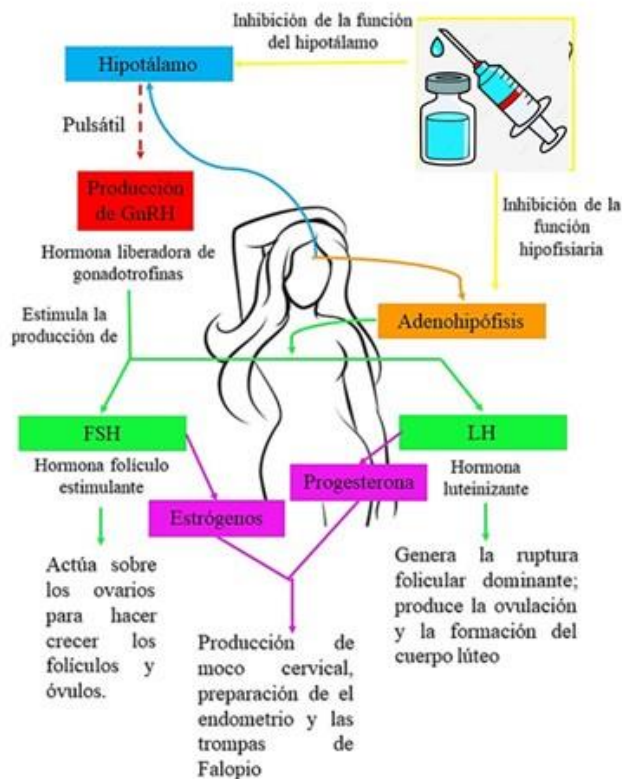 Inhibición de la función
del hipotálamo
Hipotálamo
Pulsátil
Producción
de GnRH
Hormona liberadora de
gonadotrofinas
Inhibición de la
función
hipofisiaria
Estimula la
producción de
Adenohipófisis
FSH
Hormona folículo
estimulante
LH
Hormona
luteinizante
Progesterona
Estrógenos
Actúa sobre
los ovarios
para hacer
crecer los
folículos y
óvulos.
Genera la ruptura
folicular dominante;
produce la ovulación
y la formación del
cuerpo lúteo
Producción de
moco cervical,
preparación de el
endometrio y las
trompas de
Falopio